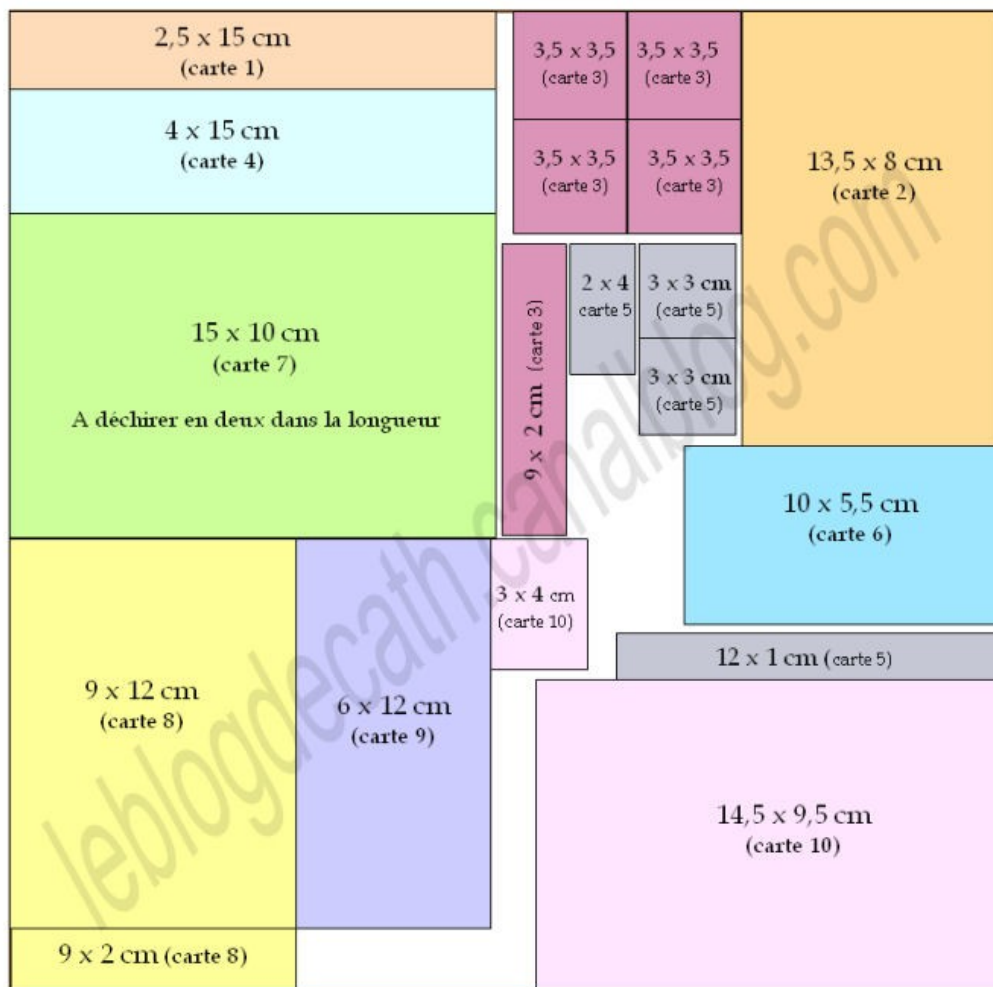 2,5 x 15 cm
(carte 1)
4 x 15 cm
(carte 4)
15 x 10 cm
(carte 7)
A déchirer en deux dans la longueur
3,5 x 3,5
(carte 3)
3,5 x 3,5
(carte 3)
3,5 x 3,5
(carte 3)
3,5 x 3,5
(carte 3)
13,5 x 8 cm
(carte 2)
9 x 2 cm (carte 3)
2 x 4
carte 5
3 x 3 cm
(carte 5)
3 x 3 cm
(carte 5)
10 x 5,5 cm
(carte 6)
3 x 4 cm
(carte 10)
12 x 1 cm (carte 5)
9 x 12 cm
(carte 8)
6 x 12 cm
(carte 9)
14,5 x 9,5 cm
(carte 10)
9 x 2 cm (carte 8)
leblogdecath.canalblog.com